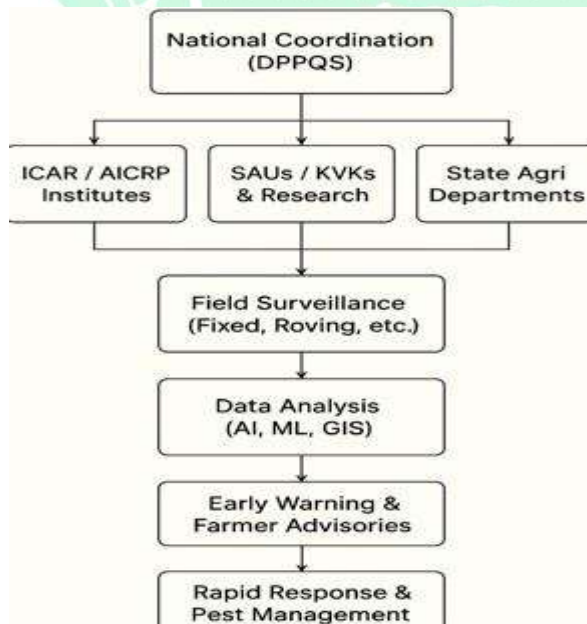 National Coordination
(DPPQS)
ICAR / AICRP
Institutes
SAUs / KVKs
& Research
State Agri
Departments
Field Surveillance
(Fixed, Roving, etc.)
Data Analysis
(AI, ML, GIS)
Early Warning &
Farmer Advisories
Rapid Response &
Pest Management